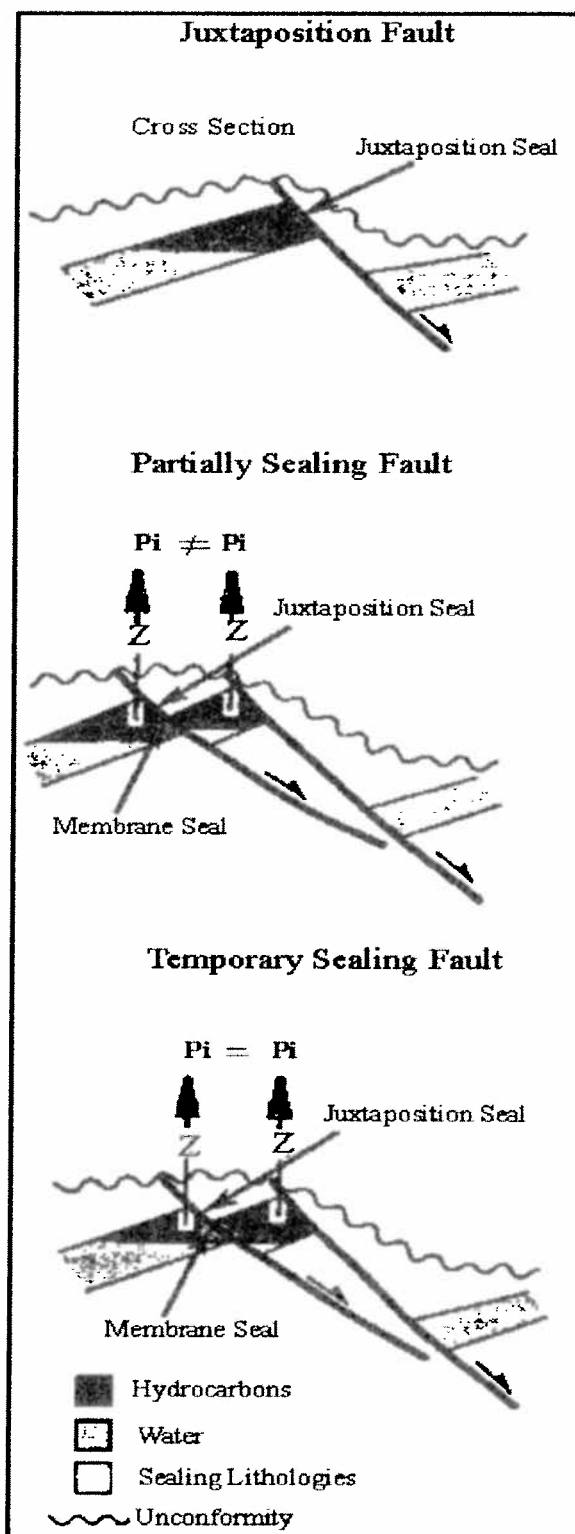 Juxtaposition Fault
Cross Section
Juxtaposition Seal
Partially Sealing Fault
Pi ≠ Pi
Z Z
Juxtaposition Seal
Membrane Seal
Temporary Sealing Fault
Pi = Pi
Z Z
Juxtaposition Seal
Membrane Seal
Hydrocarbons
Water
Sealing Lithologies
Unconformity